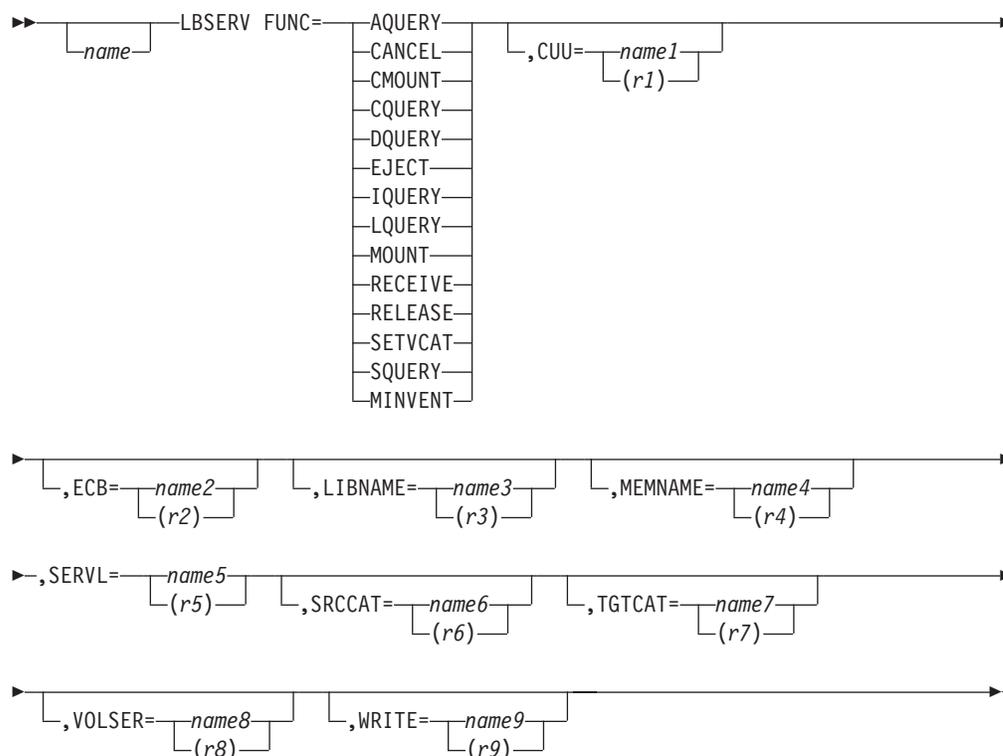 LBSERV FUNC= AQUERY
name CANCEL ,CUU= name1
CMOUNT (r1)
CQUERY
DQUERY
EJECT
IQUERY
LQUERY
MOUNT
RECEIVE
RELEASE
SETVCAT
SQUERY
MINVENT
,ECB= name2 ,LIBNAME= name3 ,MEMNAME= name4
(r2) (r3) (r4)
,SERVL= name5
(r5) ,SRCCAT= name6 ,TGTCAT= name7
(r6) (r7)
,VOLSER= name8 ,WRITE= name9
(r8) (r9)